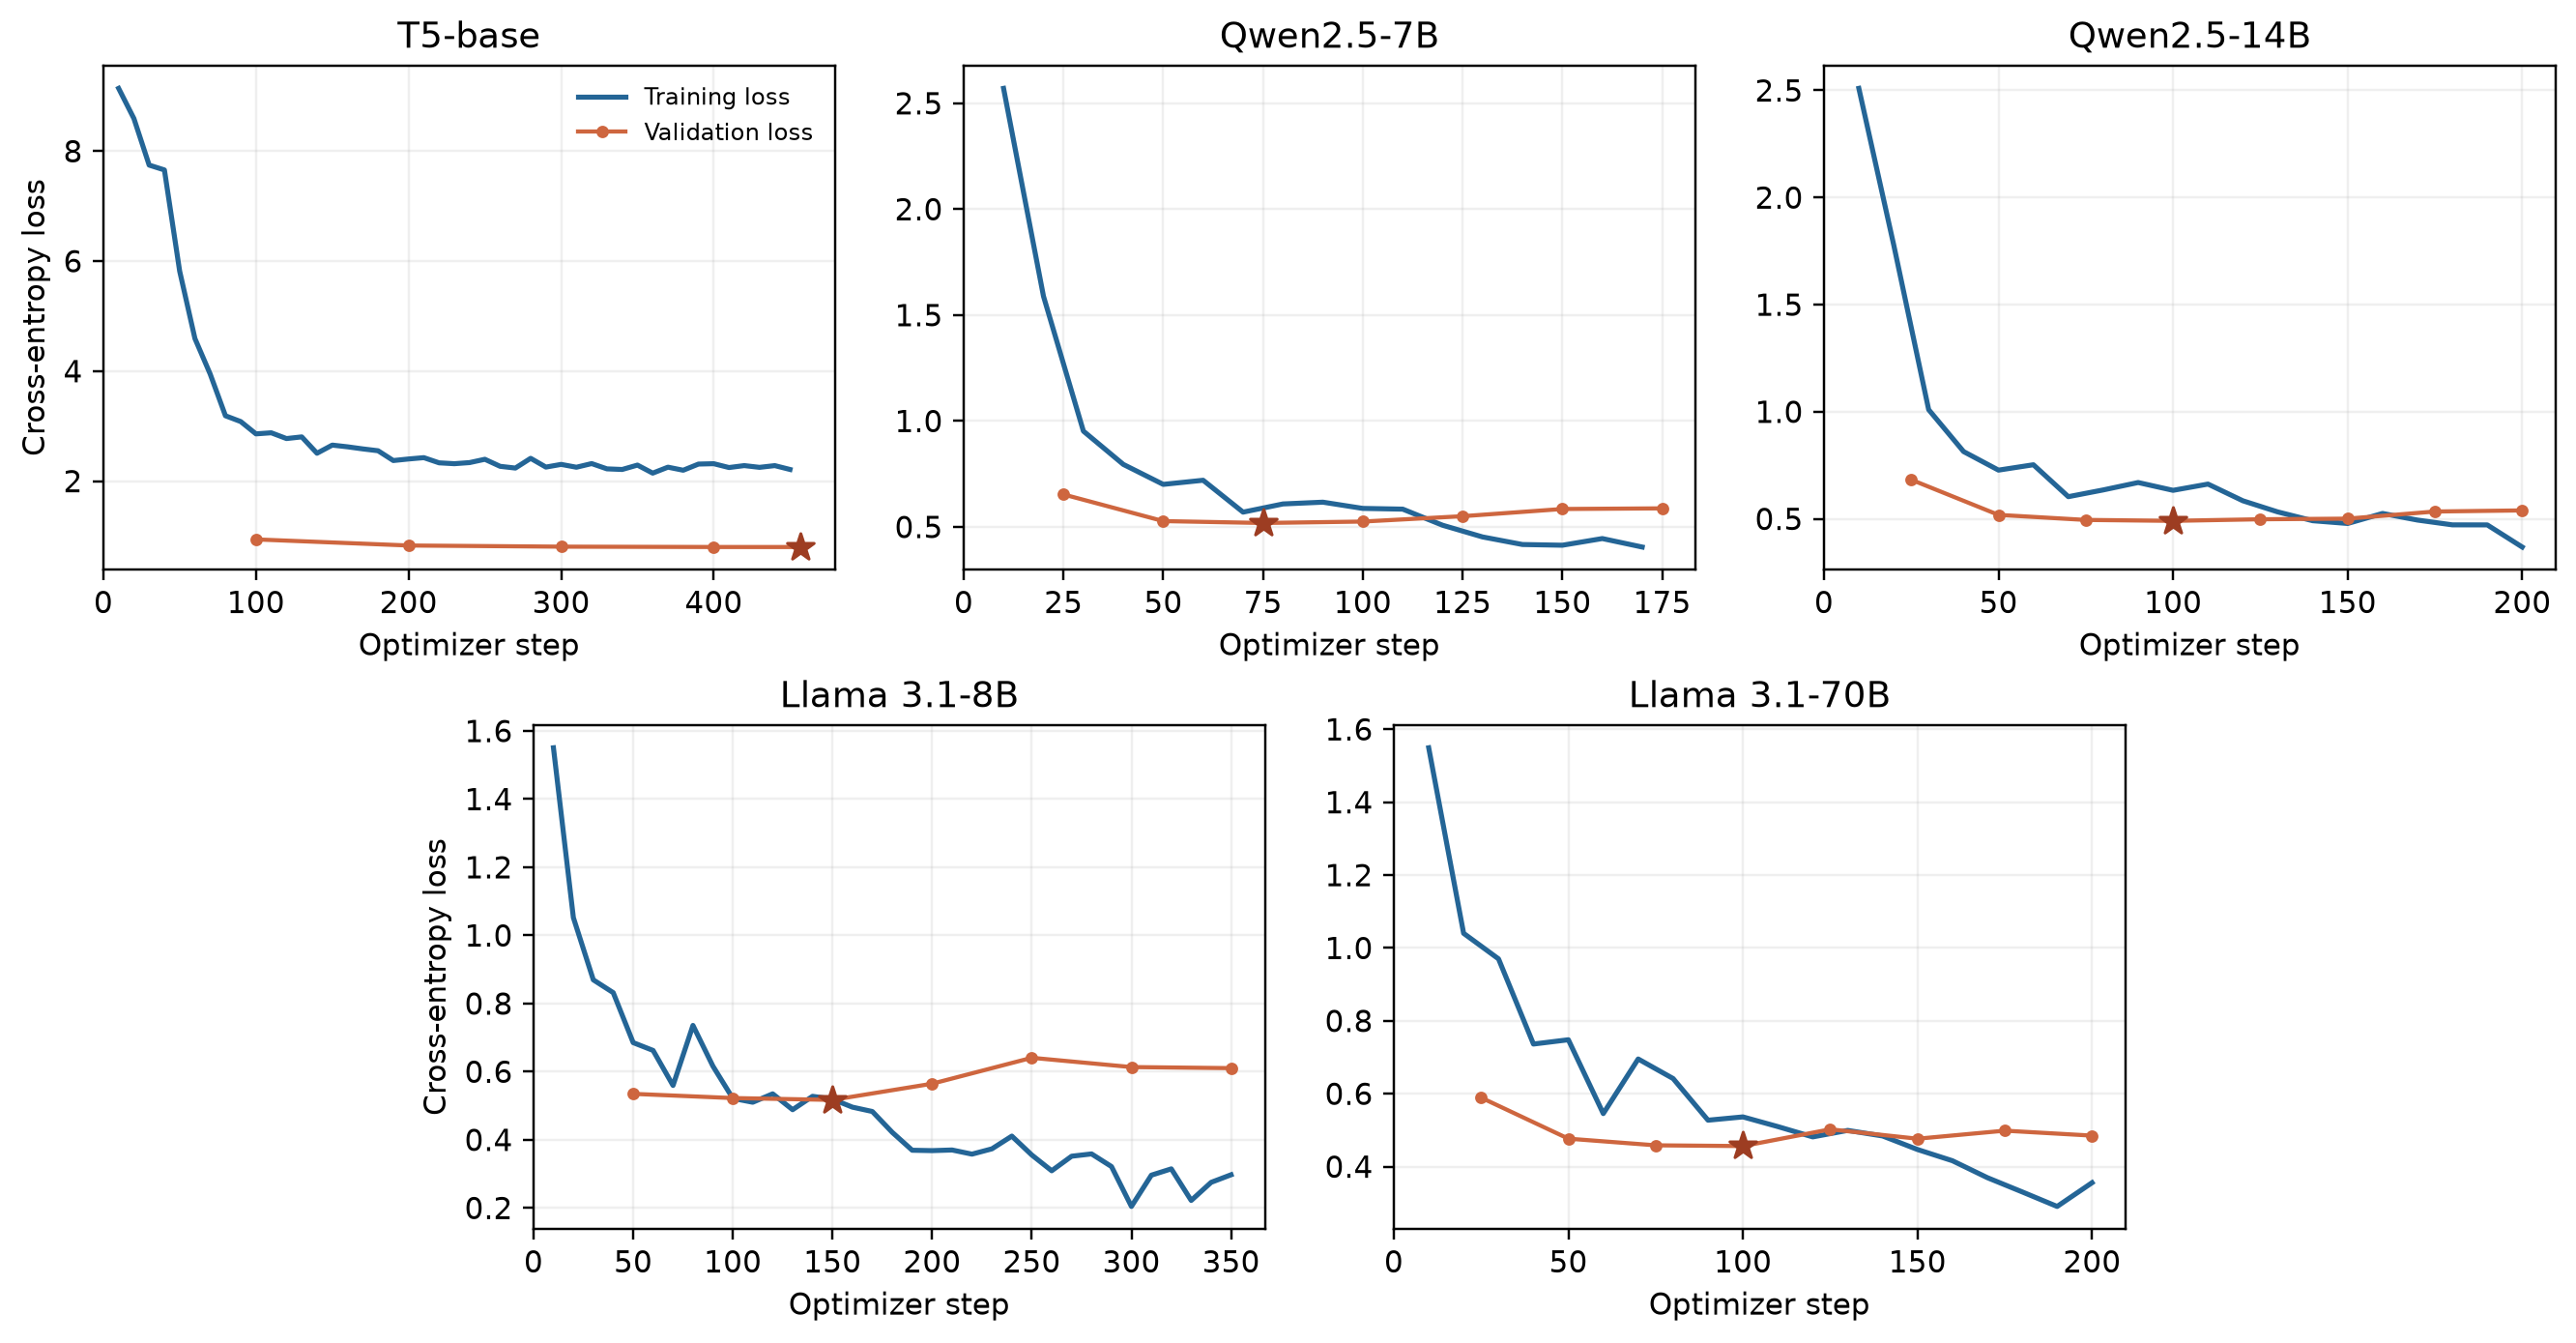 T5-base
Qwen2.5-7B
Qwen2.5-14B
Training loss
Validation loss
Cross-entropy loss
8
6
4
2
0 100 200 300 400
Optimizer step
2.5
2.0
1.5
1.0
0.5
0 25 50 75 100 125 150 175
Optimizer step
2.5
2.0
1.5
1.0
0.5
0 50 100 150 200
Optimizer step
Llama 3.1-8B
Llama 3.1-70B
Cross-entropy loss
1.6
1.4
1.2
1.0
0.8
0.6
0.4
0.2
0 50 100 150 200 250 300 350
Optimizer step
1.6
1.4
1.2
1.0
0.8
0.6
0.4
0 50 100 150 200
Optimizer step